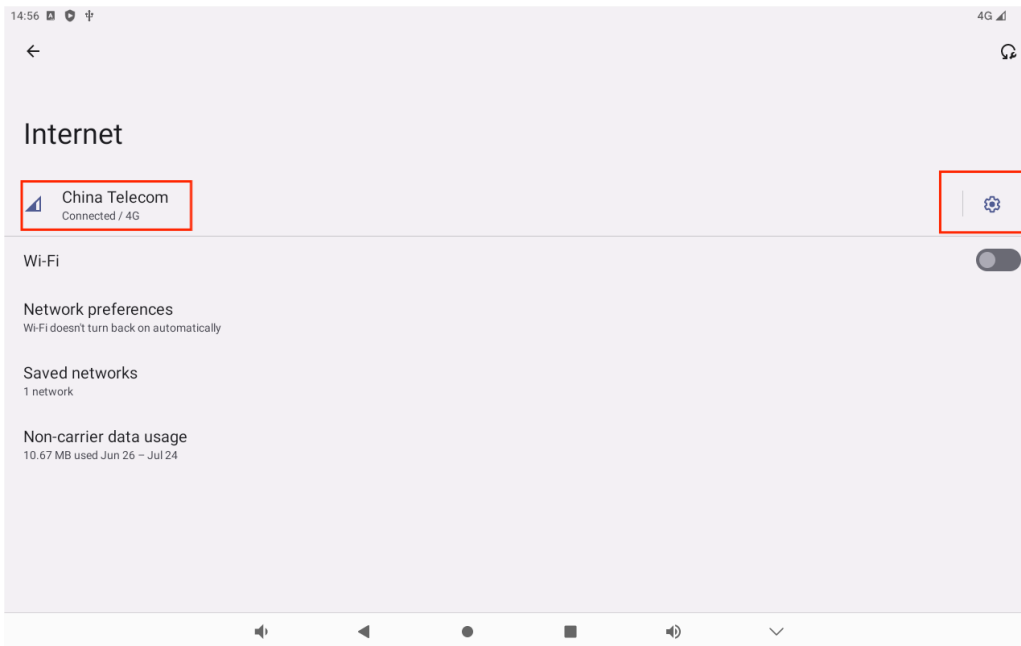 14:56
4G
Internet
China Telecom
Connected / 4G
Wi-Fi
Network preferences
Wi-Fi doesn't turn back on automatically
Saved networks
1 network
Non-carrier data usage
10.67 MB used Jun 26 – Jul 24